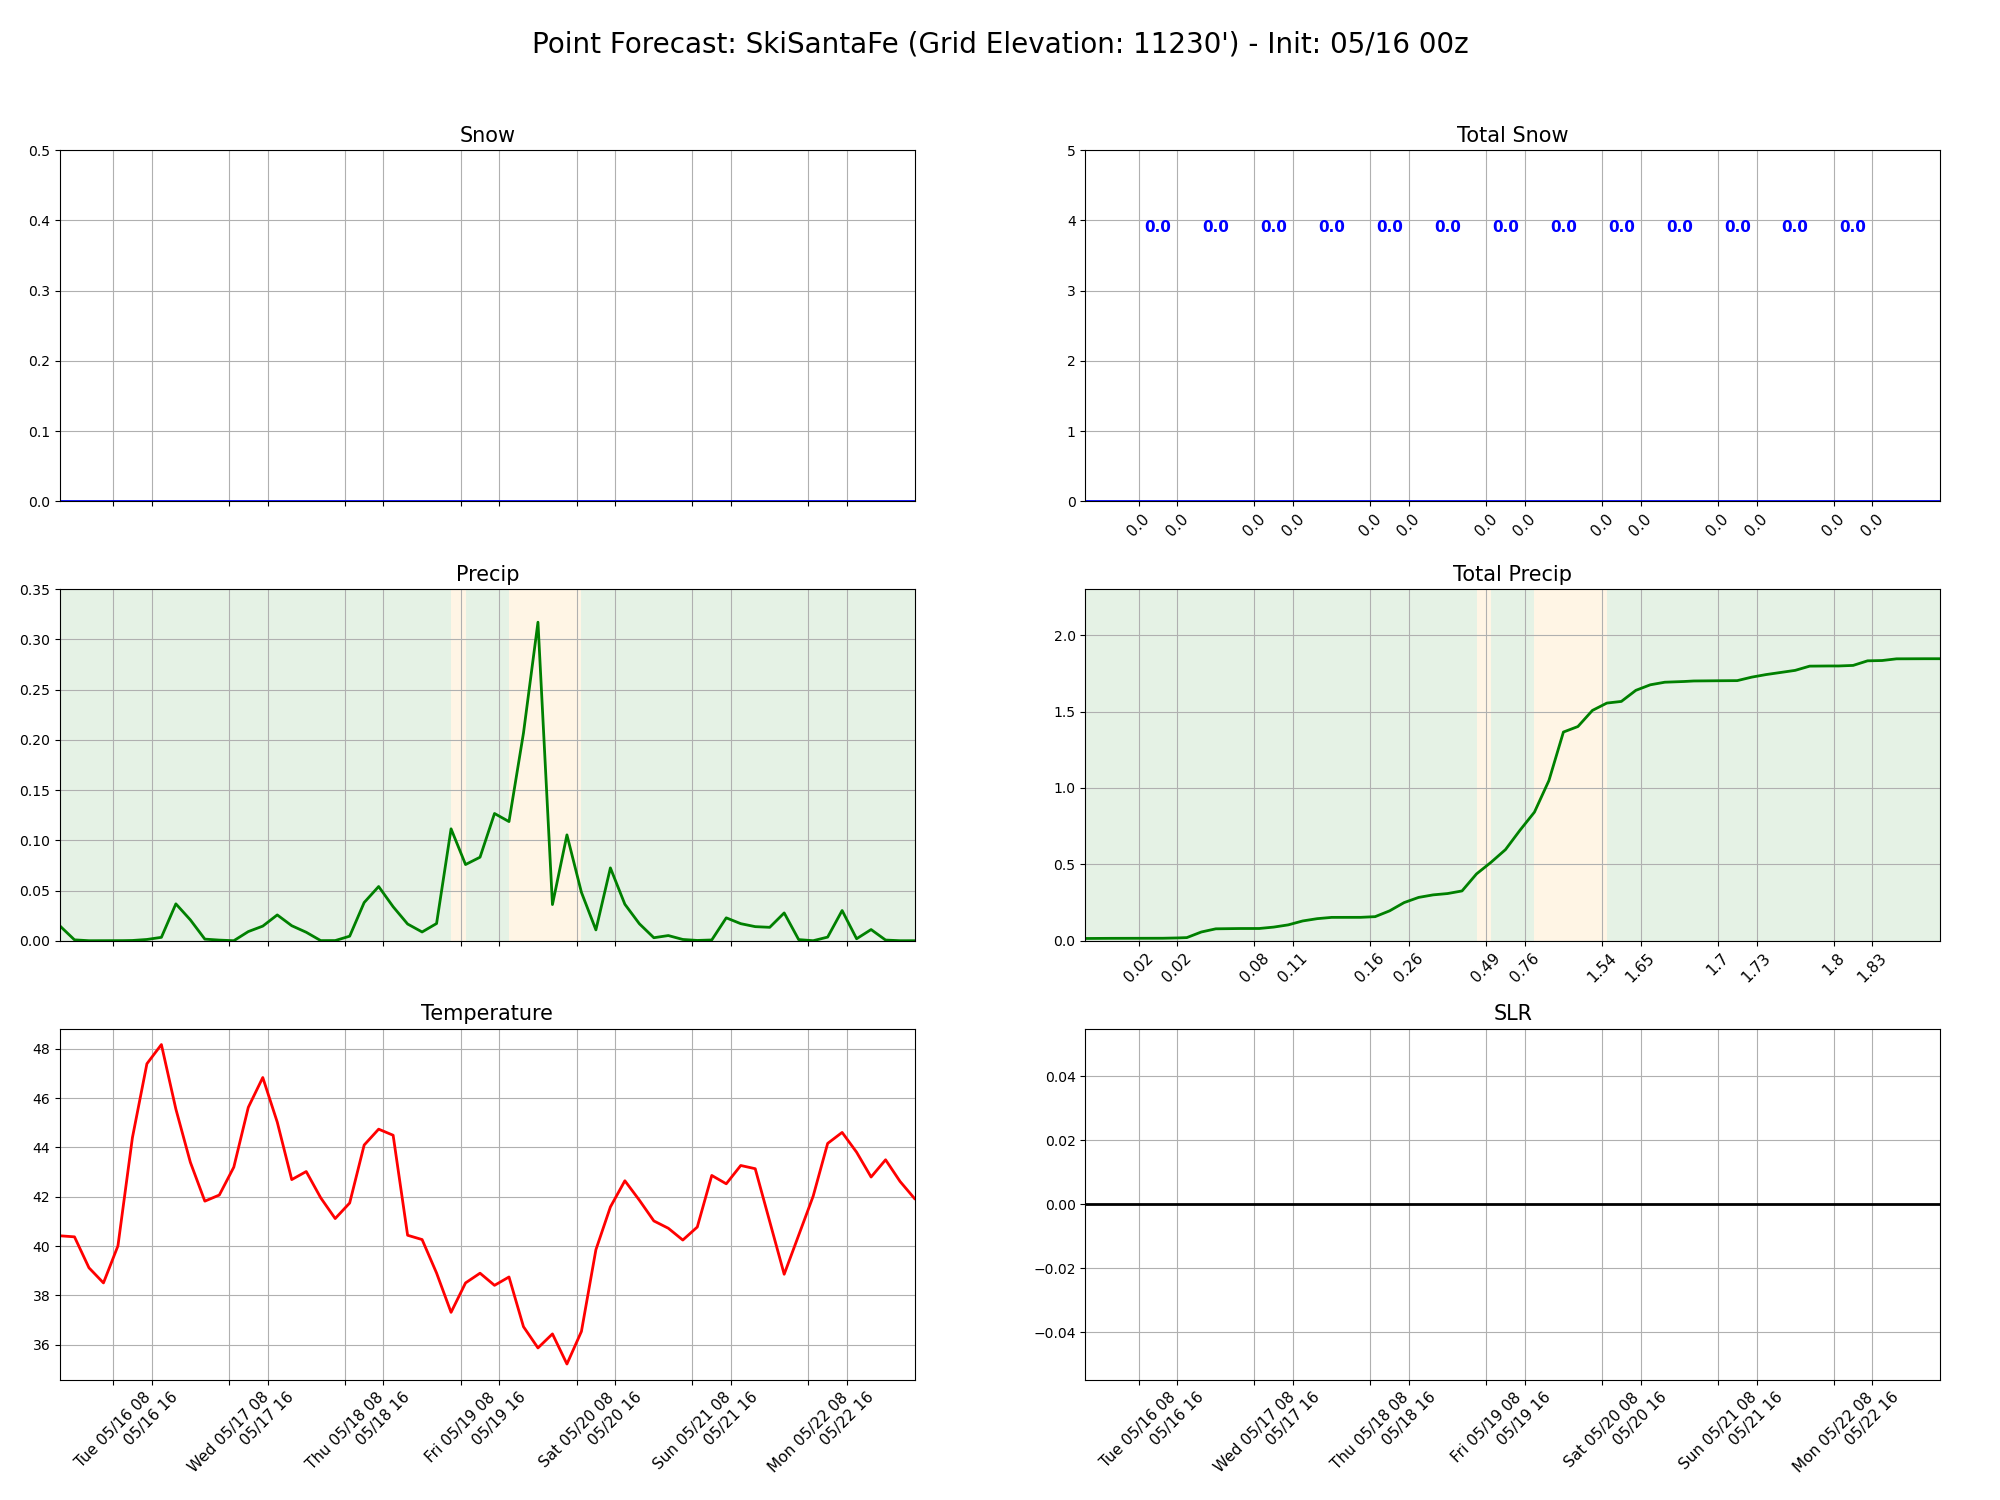 Point Forecast: SkiSantaFe (Grid Elevation: 11230') - Init: 05/16 00z
Snow
0.5
0.4
0.3
0.2
0.1
0.0
Total Snow
5
4
3
2
1
0
0.0 0.0 0.0 0.0 0.0 0.0 0.0 0.0 0.0 0.0 0.0 0.0 0.0
0.0 0.0 0.0 0.0 0.0 0.0 0.0 0.0 0.0 0.0 0.0 0.0 0.0 0.0
Precip
0.35
0.30
0.25
0.20
0.15
0.10
0.05
0.00
Total Precip
2.0
1.5
1.0
0.5
0.0
0.02 0.02 0.08 0.11 0.16 0.26 0.49 0.76 1.54 1.65 1.7 1.73 1.8 1.83
Temperature
48
46
44
42
40
38
36
Tue 05/16 08
05/16 16
Wed 05/17 08
05/17 16
Thu 05/18 08
05/18 16
Fri 05/19 08
05/19 16
Sat 05/20 08
05/20 16
Sun 05/21 08
05/21 16
Mon 05/22 08
05/22 16
SLR
0.04
0.02
0.00
−0.02
−0.04
Tue 05/16 08
05/16 16
Wed 05/17 08
05/17 16
Thu 05/18 08
05/18 16
Fri 05/19 08
05/19 16
Sat 05/20 08
05/20 16
Sun 05/21 08
05/21 16
Mon 05/22 08
05/22 16